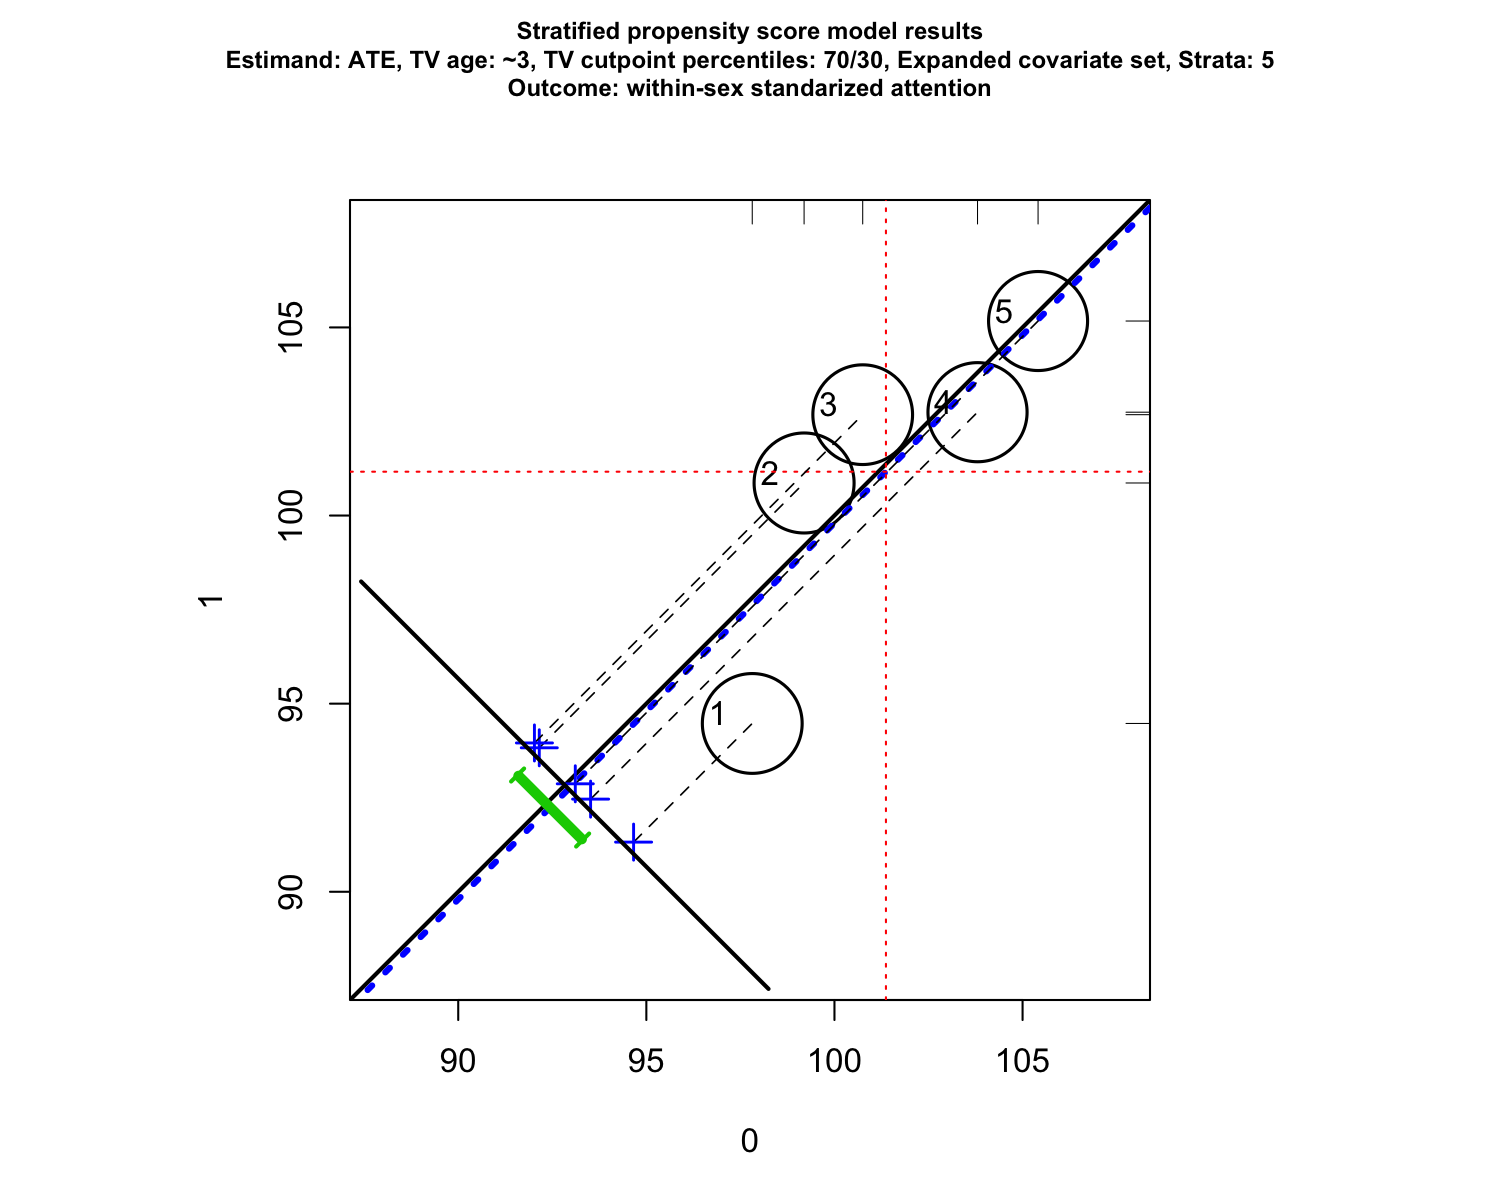 Stratified propensity score model results
Estimand: ATE, TV age: ~3, TV cutpoint percentiles: 70/30, Expanded covariate set, Strata: 5
Outcome: within-sex standarized attention
105
100
95
90
1
5
3
4
2
1
90 95 100 105
0